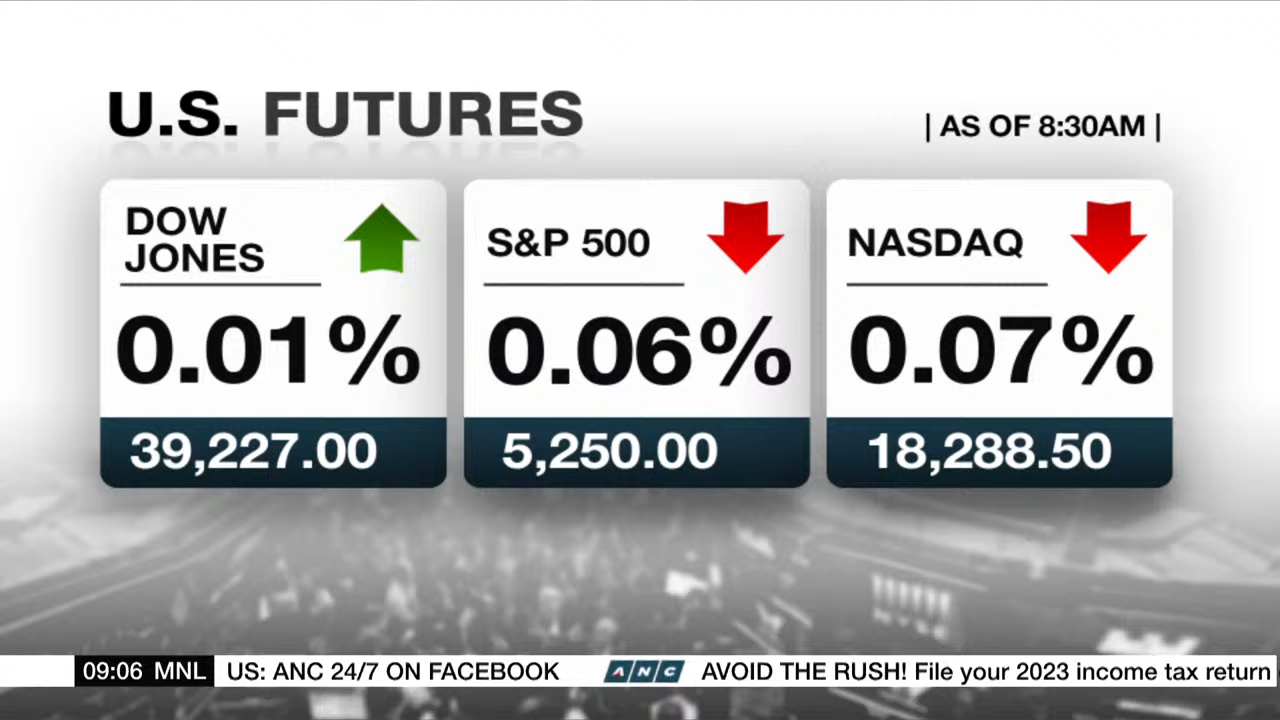 U.S. FUTURES
| AS OF 8:30AM |
DOW
JONES
0.01%
39,227.00
S&P 500
0.06%
5,250.00
NASDAQ
0.07%
18,288.50
09:06 MNL
US: ANC 24/7 ON FACEBOOK
ANC
AVOID THE RUSH! File your 2023 income tax return